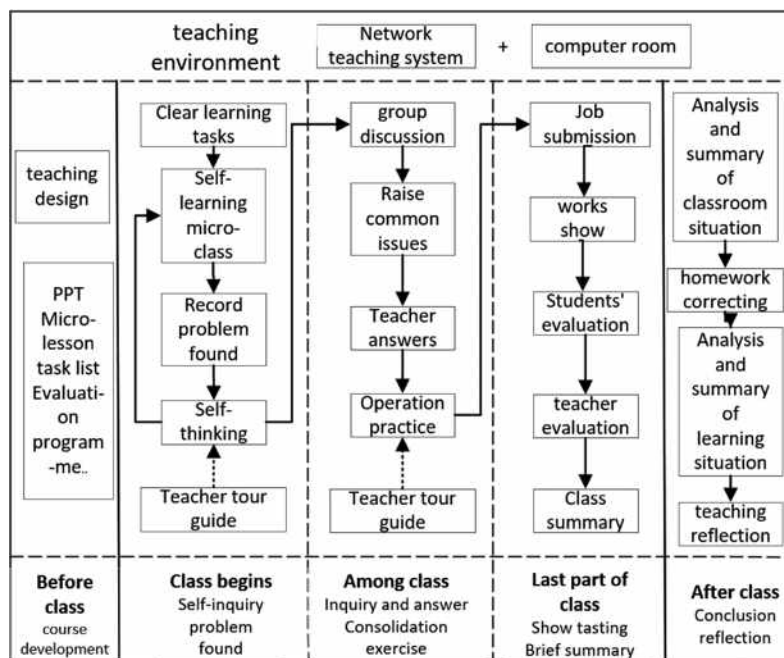 teaching
environment
Network
teaching system
+
computer room
teaching
design
PPT
Micro-
lesson
task list
Evaluati-
on
program
-me..
Clear learning
tasks
Self-
learning
micro-
class
Record
problem
found
Self-
thinking
Teacher tour
guide
group
discussion
Raise
common
issues
Teacher
answers
Operation
practice
Teacher tour
guide
Job
submission
works
show
Students'
evaluation
teacher
evaluation
Class
summary
Analysis
and
summary
of
classroom
situation
homework
correcting
Analysis
and
summary
of
learning
situation
teaching
reflection
Before
class
course
development
Class begins
Self-inquiry
problem
found
Among class
Inquiry and answer
Consolidation
exercise
Last part of
class
Show tasting
Brief summary
After class
Conclusion
reflection